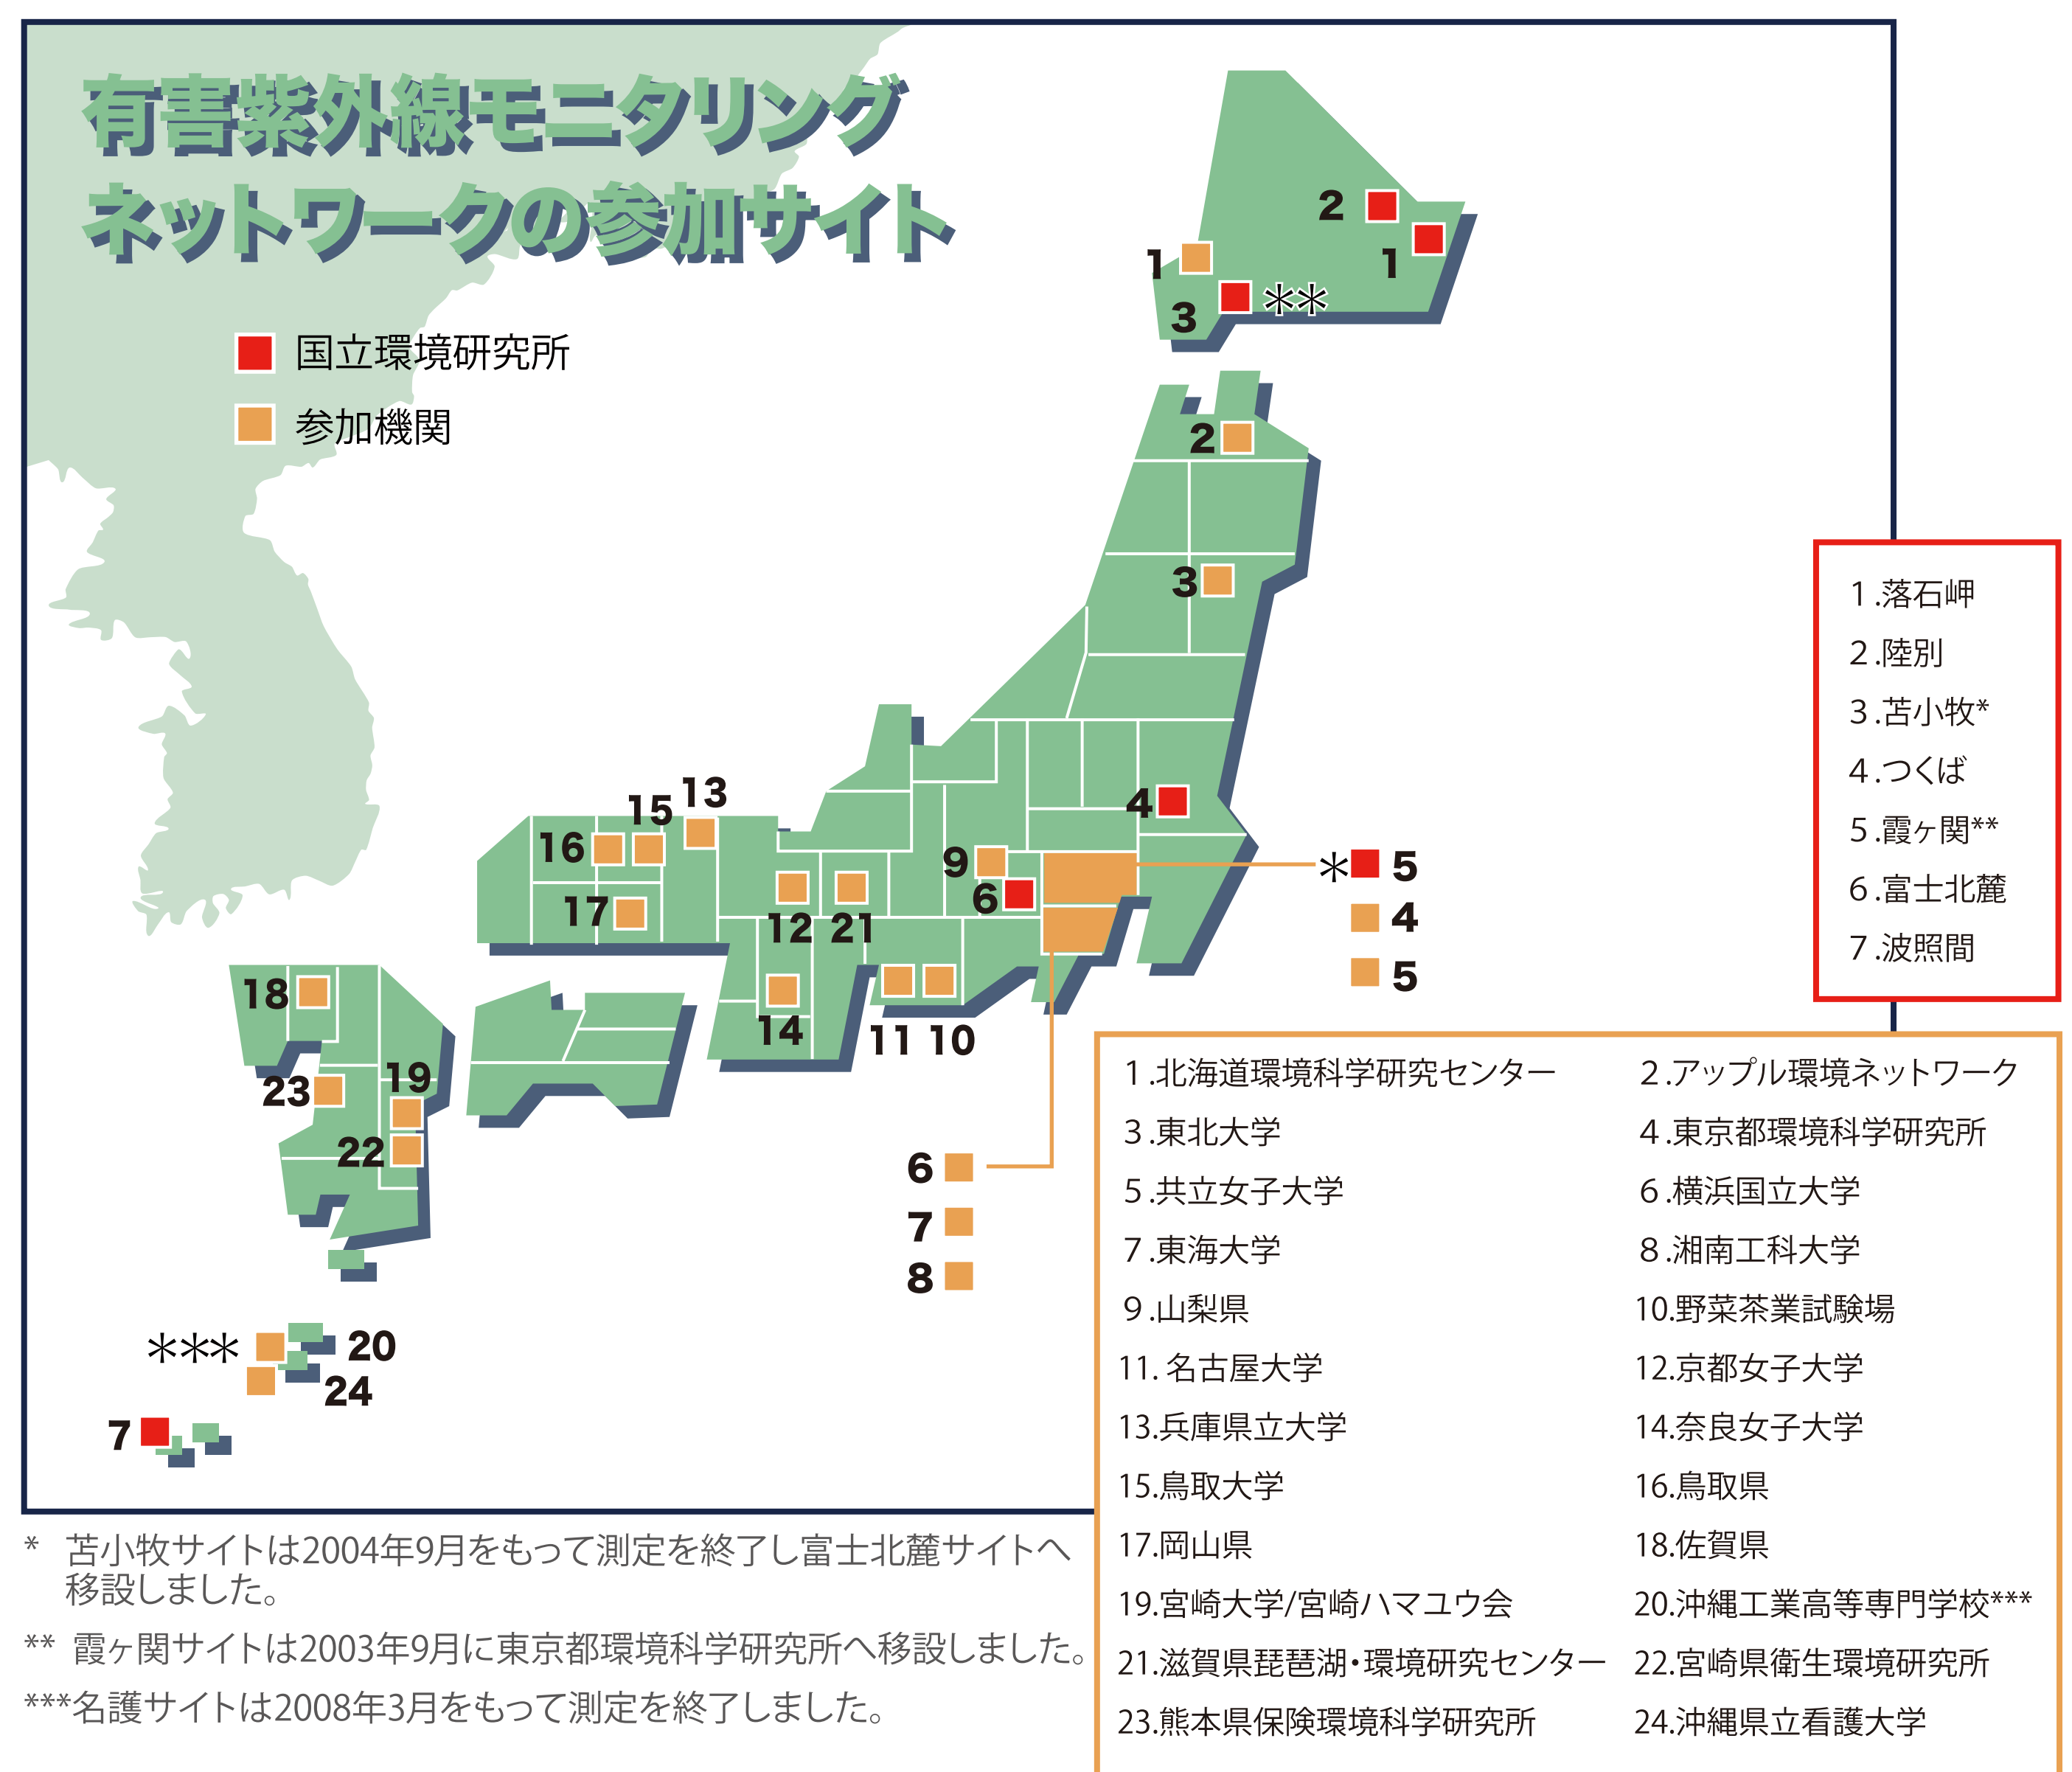 有害紫外線モニタリング
ネットワークの参加サイト
国立環境研究所
参加機関
2
1
1
3
**
2
3
4
13
15
16
9
6
17
12
21
*
5
4
5
14
11
10
18
19
23
22
6
7
8
***
20
24
7
1 .落石岬
2 .陸別
3 .苫小牧*
4 .つくば
5 .霞ヶ関**
6 .富士北麓
7 .波照間
1 .北海道環境科学研究センター
2 .アップル環境ネットワーク
3 .東北大学
4 .東京都環境科学研究所
5 .共立女子大学
6 .横浜国立大学
7 .東海大学
8 .湘南工科大学
9 .山梨県
10.野菜茶業試験場
11. 名古屋大学
12.京都女子大学
13.兵庫県立大学
14.奈良女子大学
15.鳥取大学
16.鳥取県
17.岡山県
18.佐賀県
19.宮崎大学/宮崎ハマユウ会
20.沖縄工業高等専門学校***
21.滋賀県琵琶湖・環境研究センター
22.宮崎県衛生環境研究所
23.熊本県保険環境科学研究所
24.沖縄県立看護大学
* 苫小牧サイトは2004年9月をもって測定を終了し富士北麓サイトへ
移設しました。
** 霞ヶ関サイトは2003年9月に東京都環境科学研究所へ移設しました。
***名護サイトは2008年3月をもって測定を終了しました。